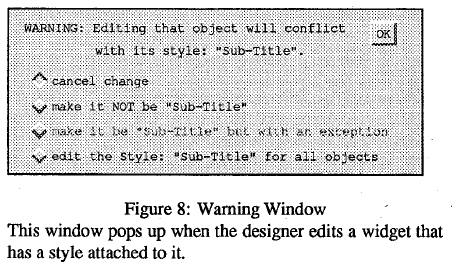 WARNING: Editing that object will conflict
OK
with its style: "Sub-Title".
cancel change
make it NOT be "Sub-Title"
make it be "Sub-Title" but with an exception
edit the Style: "Sub-Title" for all objects
Figure 8: Warning Window
This window pops up when the designer edits a widget that
has a style attached to it.